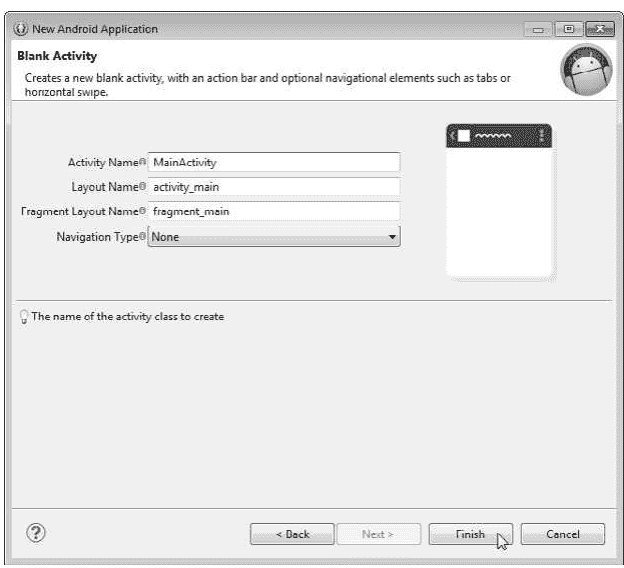 New Android Application
Blank Activity
Creates a new blank activity, with an action bar and optional navigational elements such as tabs or
horizontal swipe.
Activity Name MainActivity
Layout Name activity_main
Fragment Layout Name fragment_main
Navigation Type None
The name of the activity class to create
?
< Back Next > Finish Cancel